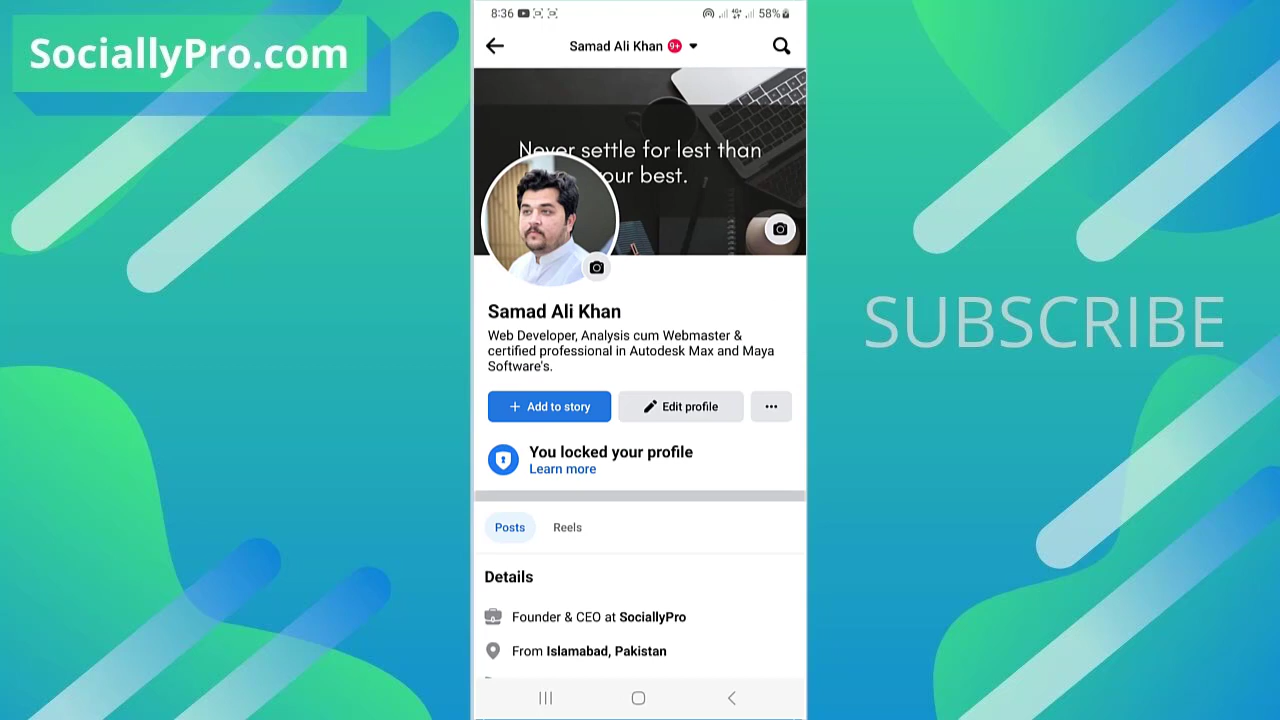 SociallyPro.com
8:36
4G+
58%
Samad Ali Khan 9+
Never settle for lest than
our best.
Samad Ali Khan
Web Developer, Analysis cum Webmaster &
certified professional in Autodesk Max and Maya
Software's.
+ Add to story
Edit profile
You locked your profile
Learn more
Posts
Reels
Details
Founder & CEO at SociallyPro
From Islamabad, Pakistan
SUBSCRIBE